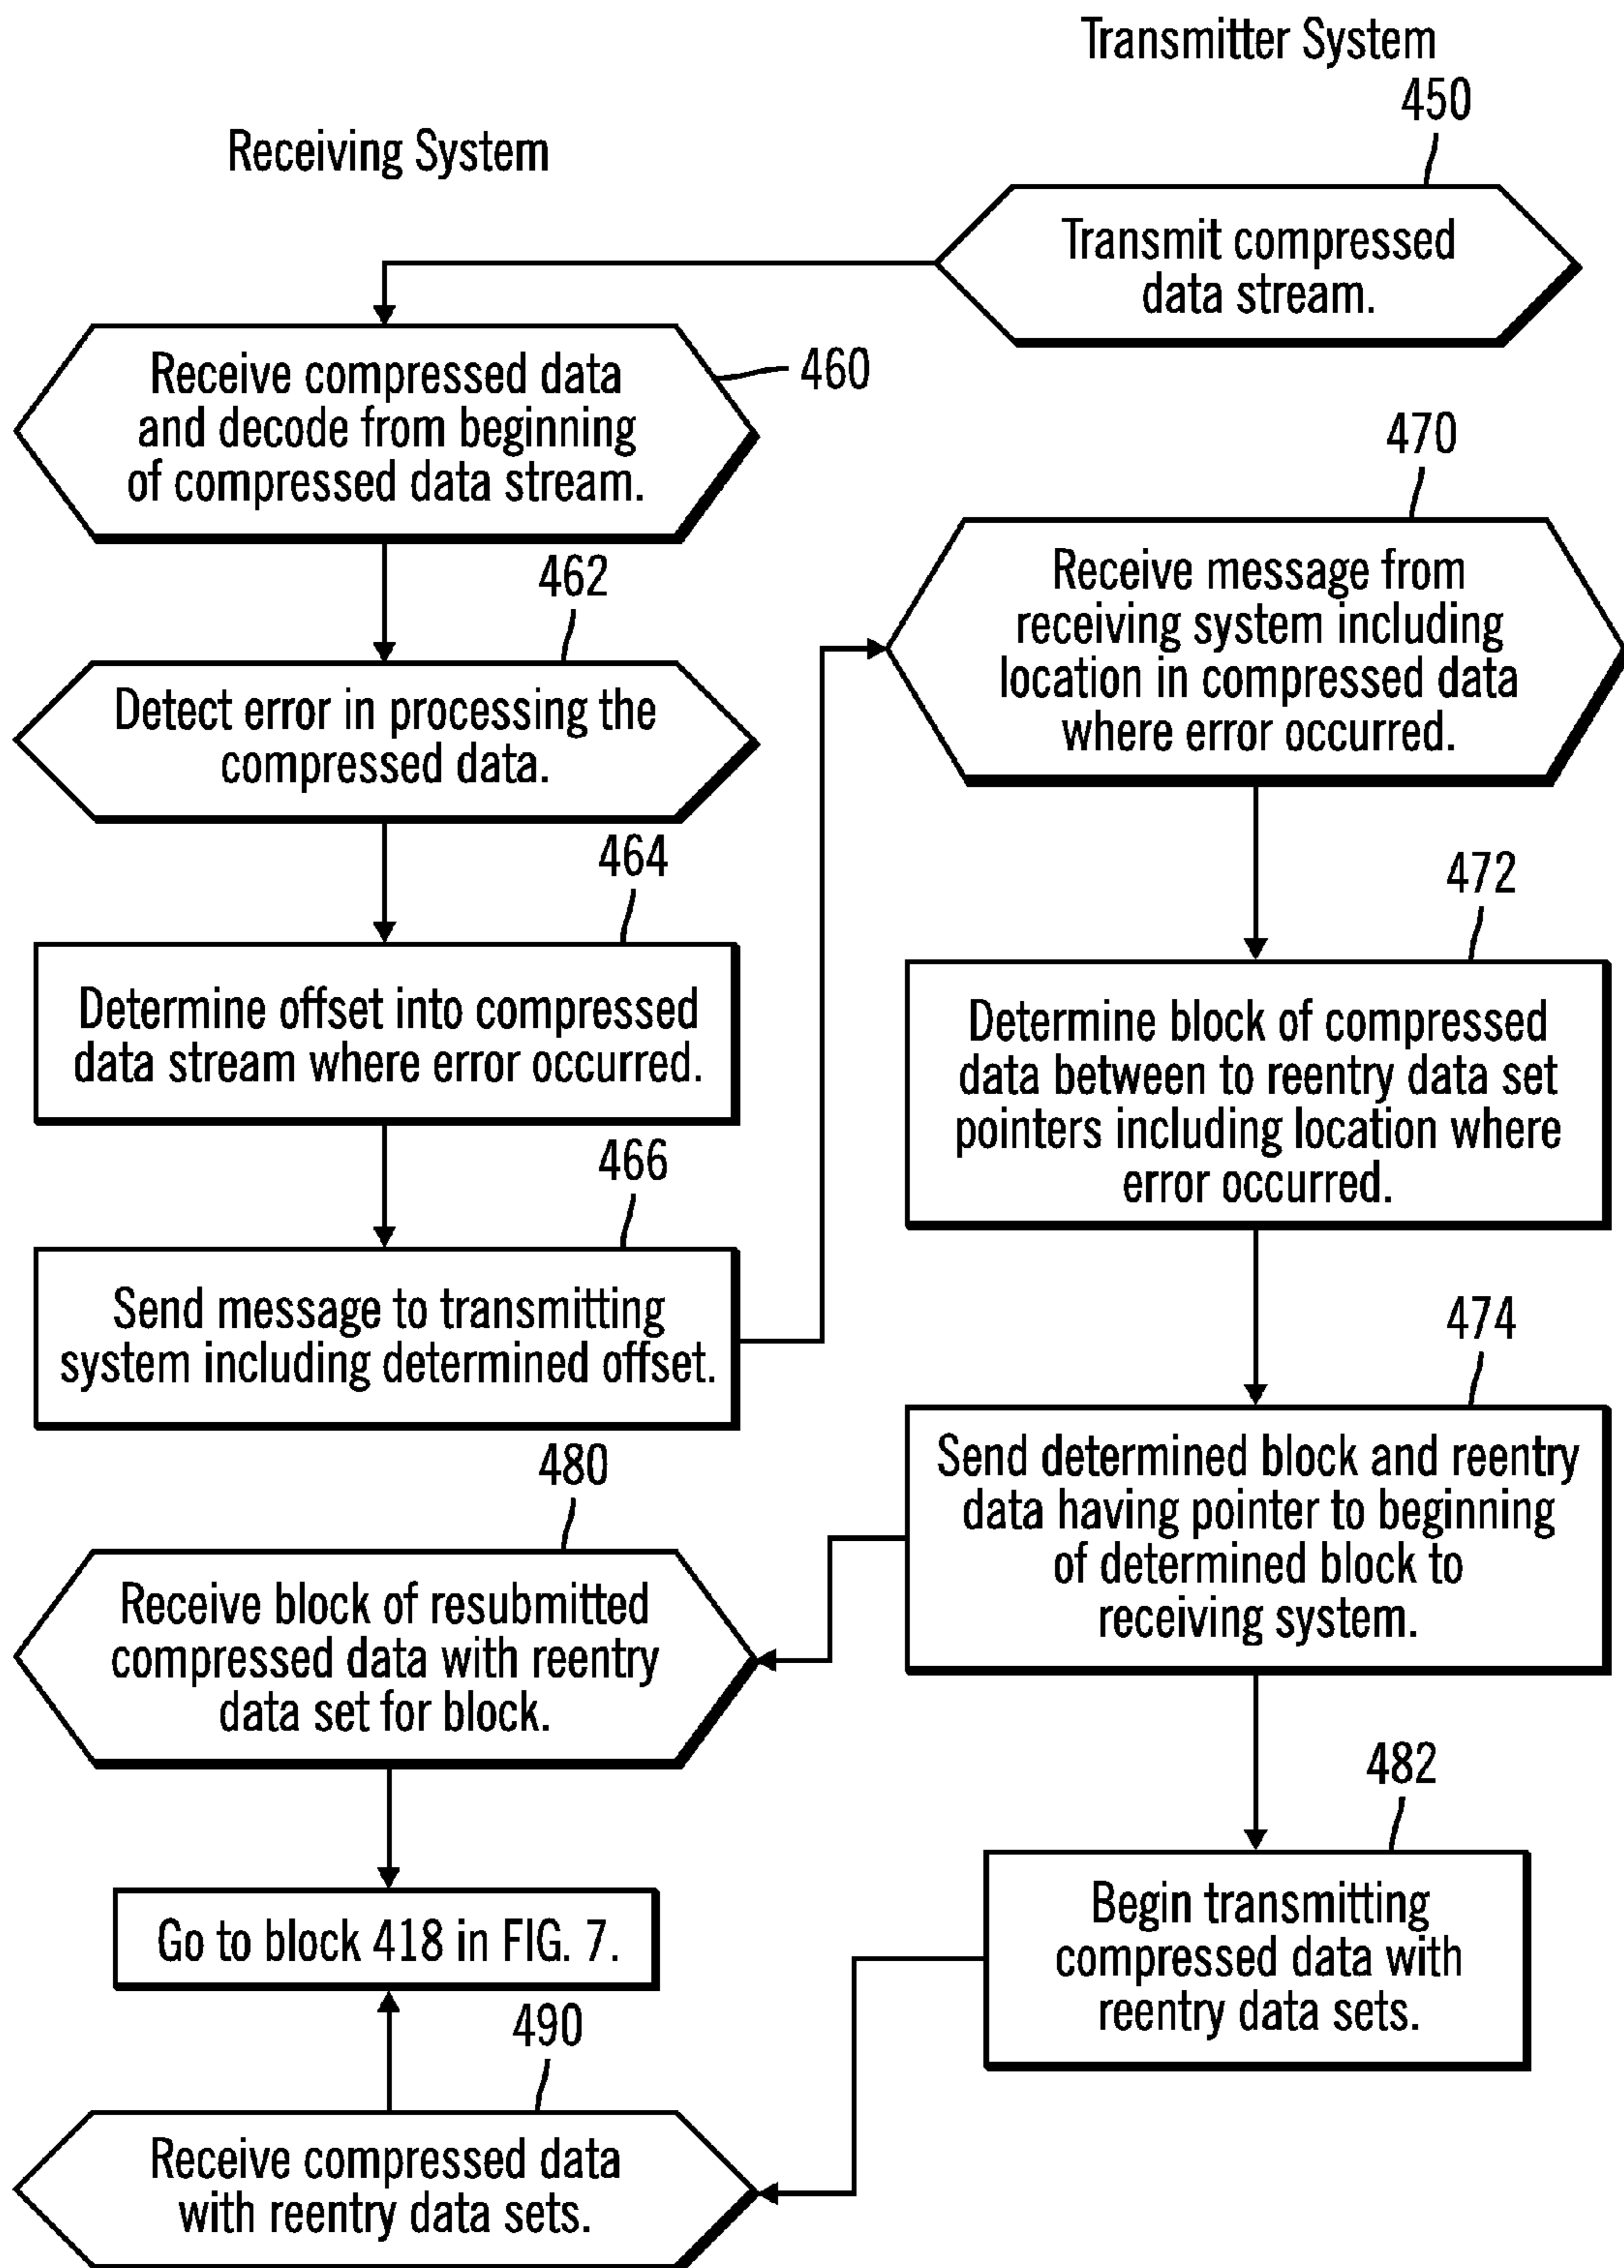 Transmitter System
450
Receiving System
Transmit compressed
data stream.
Receive compressed data
and decode from beginning
of compressed data stream.
460
470
Receive message from
receiving system including
location in compressed data
where error occurred.
462
Detect error in processing the
compressed data.
464
Determine offset into compressed
data stream where error occurred.
472
Determine block of compressed
data between to reentry data set
pointers including location where
error occurred.
466
Send message to transmitting
system including determined offset.
474
Send determined block and reentry
data having pointer to beginning
of determined block to
receiving system.
480
Receive block of resubmitted
compressed data with reentry
data set for block.
482
Begin transmitting
compressed data with
reentry data sets.
Go to block 418 in FIG. 7.
490
Receive compressed data
with reentry data sets.